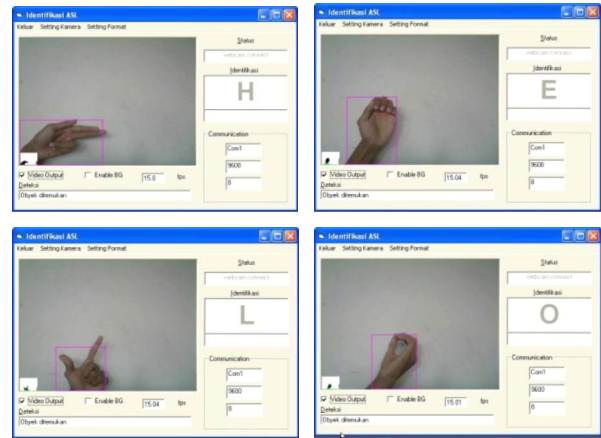 Identifikasi ASL
Keluar Setting Kamera Setting Format
Status
webcam connect
Identifikasi
H
Communication
Com1
9600
8
Video Output Enable BG 15.0 fps
Deteksi
Obyek ditemukan
Identifikasi ASL
Keluar Setting Kamera Setting Format
Status
webcam connect
Identifikasi
E
Communication
Com1
9600
8
Video Output Enable BG 15.04 fps
Deteksi
Obyek ditemukan
Identifikasi ASL
Keluar Setting Kamera Setting Format
Status
webcam connect
Identifikasi
L
Communication
Com1
9600
8
Video Output Enable BG 15.04 fps
Deteksi
Obyek ditemukan
Identifikasi ASL
Keluar Setting Kamera Setting Format
Status
webcam connect
Identifikasi
O
Communication
Com1
9600
8
Video Output Enable BG 15.01 fps
Deteksi
Obyek ditemukan